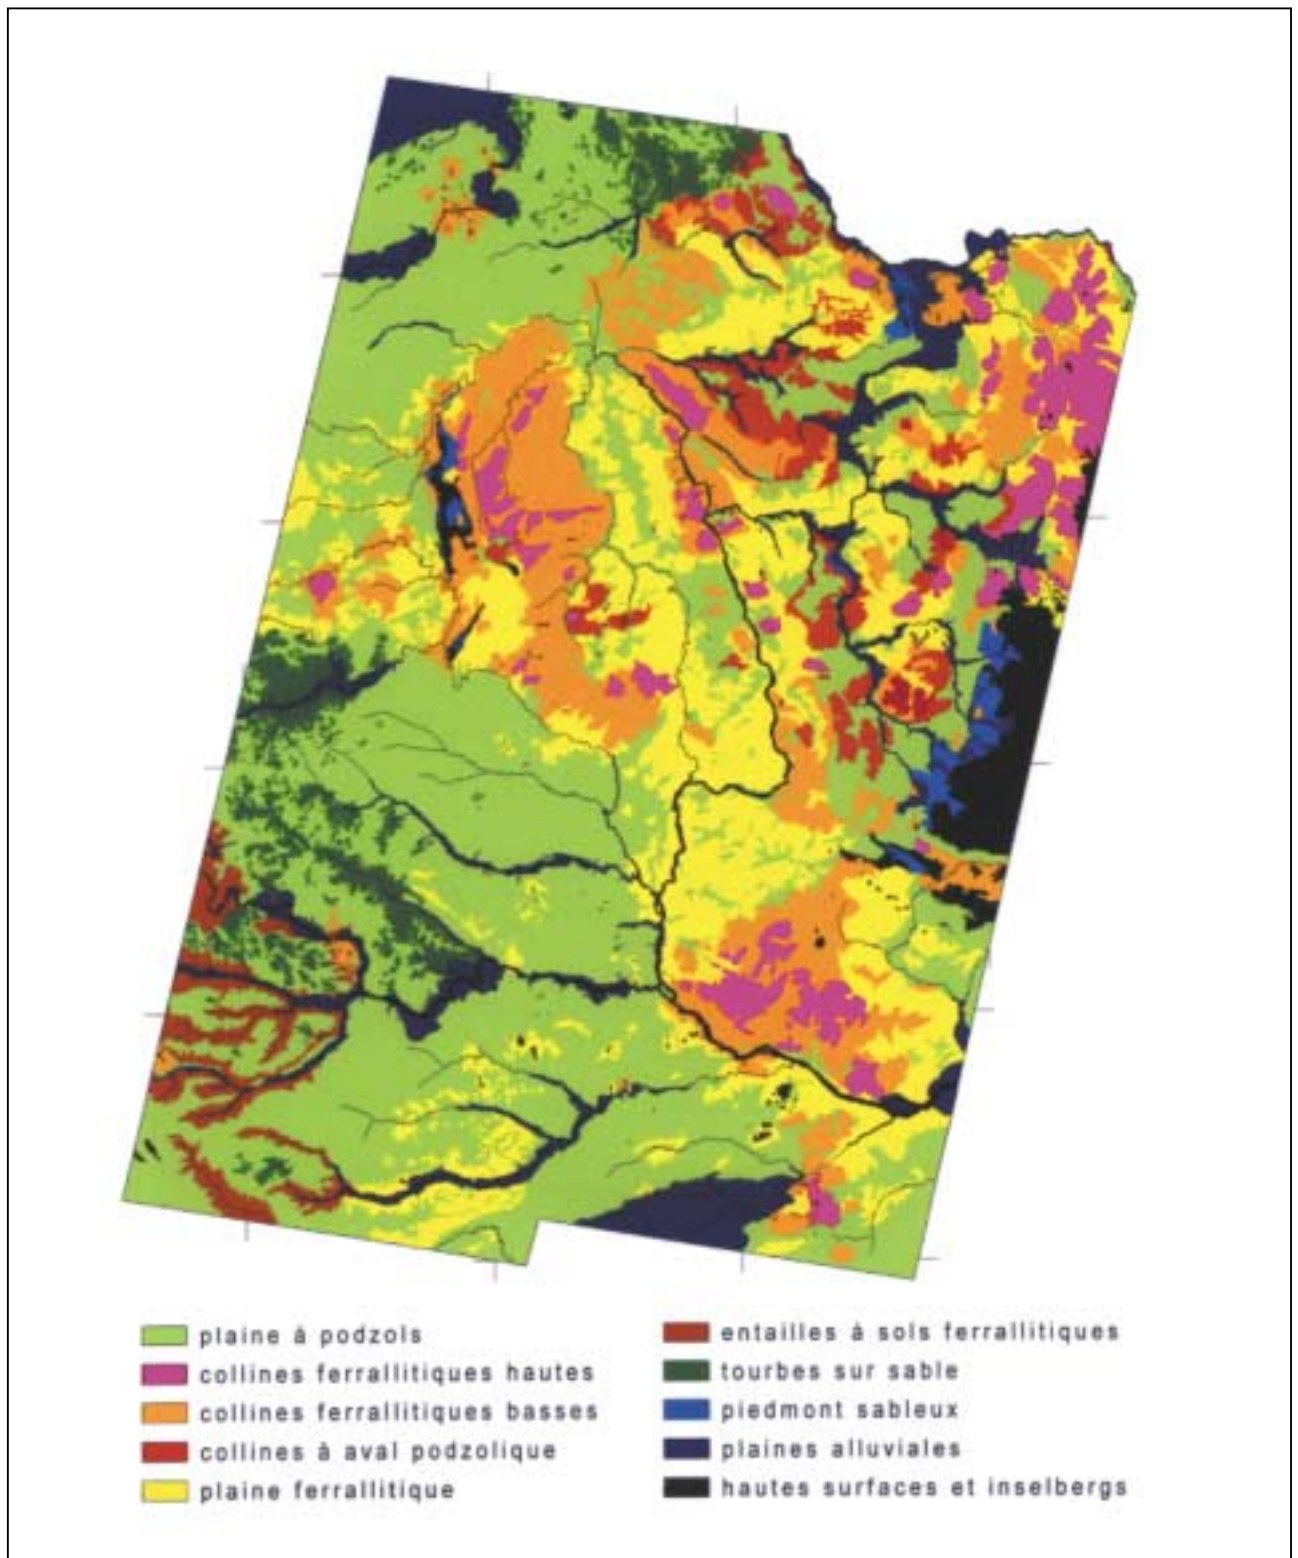 plaine à podzols
collines ferrallitiques hautes
collines ferrallitiques basses
collines à aval podzolique
plaine ferrallitique
entailles à sols ferrallitiques
tourbes sur sable
piedmont sableux
plaines alluviales
hautes surfaces et inselbergs